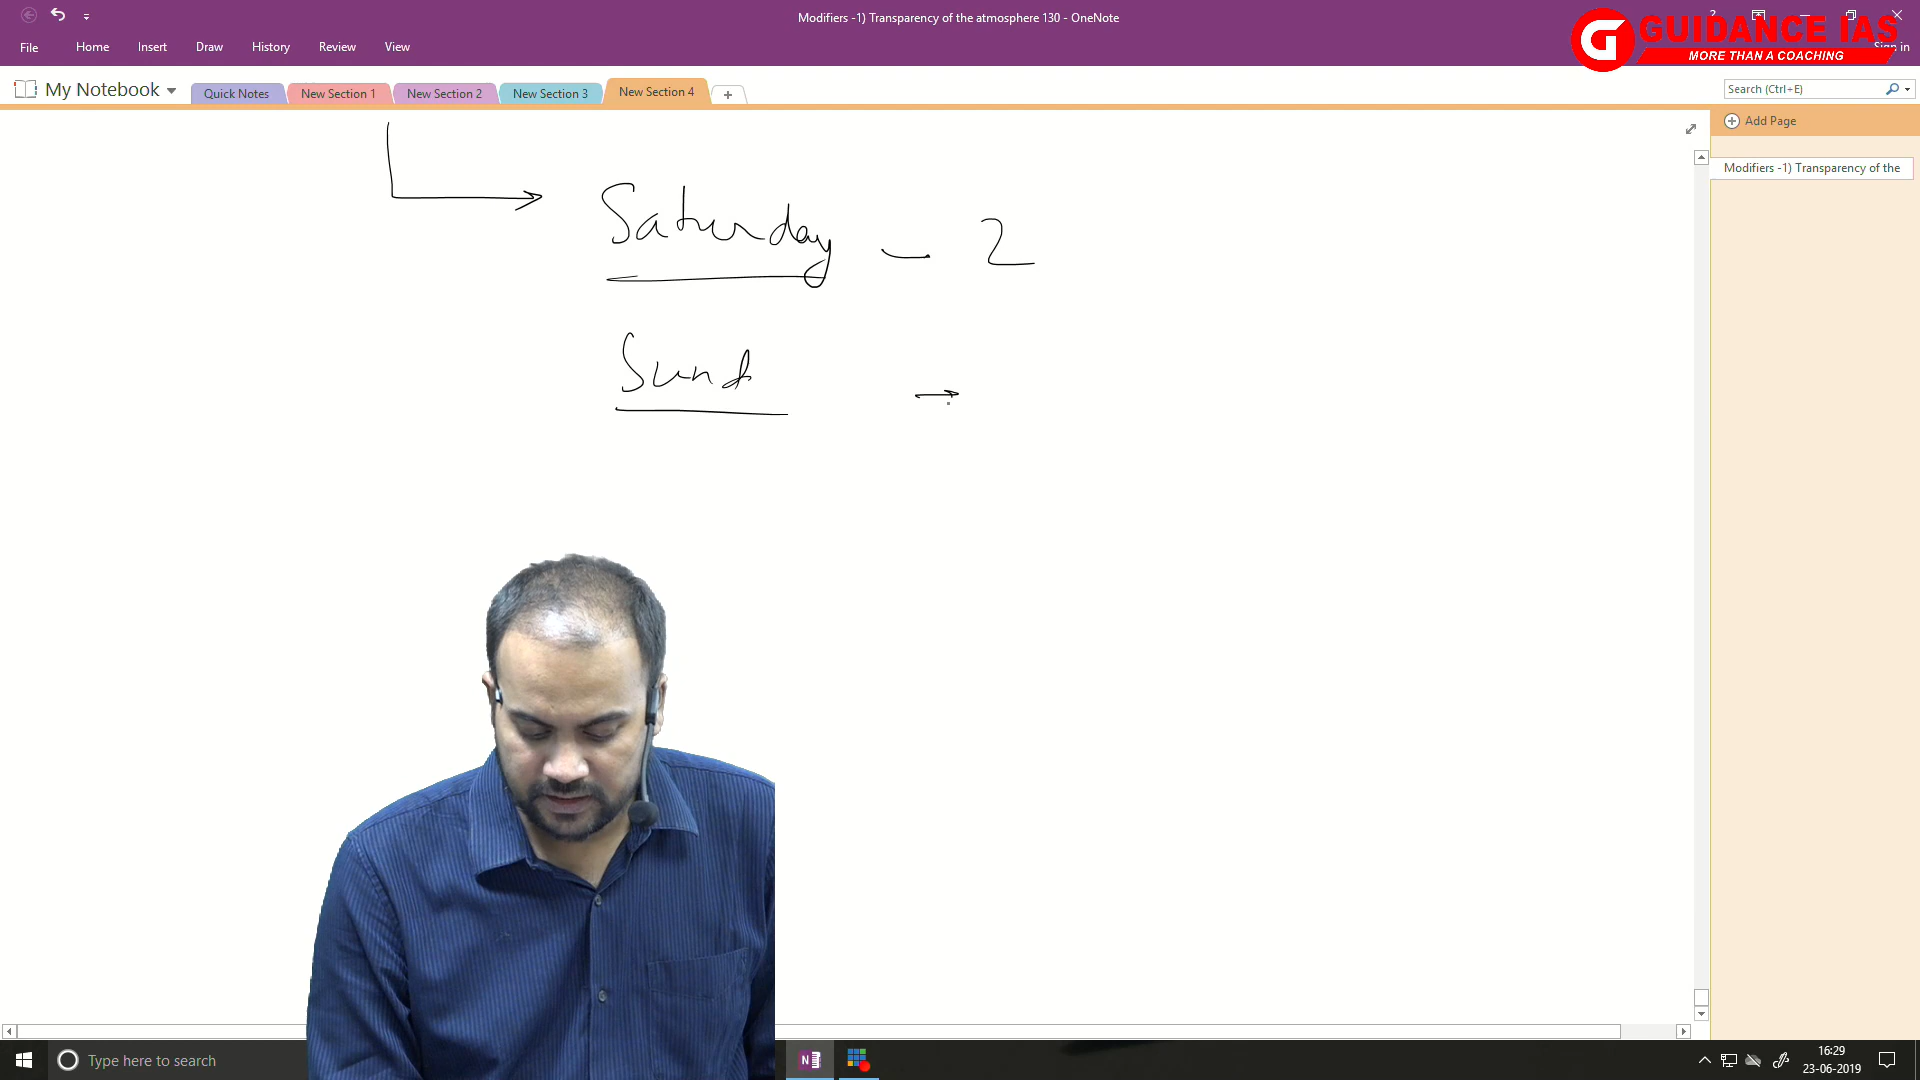 Modifiers -1) Transparency of the atmosphere 130 - OneNote
?
File Home Insert Draw History Review View
GUIDANCE IAS
MORE THAN A COACHING
Sign in
My Notebook
Quick Notes New Section 1 New Section 2 New Section 3 New Section 4 +
Search (Ctrl+E)
Add Page
Modifiers -1) Transparency of the
Saturday - 2
Sund →
Type here to search
N
16:29
23-06-2019